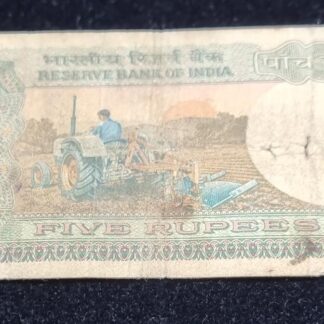 भारतीय रिज़र्व बैंक
RESERVE BANK OF INDIA
पांच
FIVE RUPEES